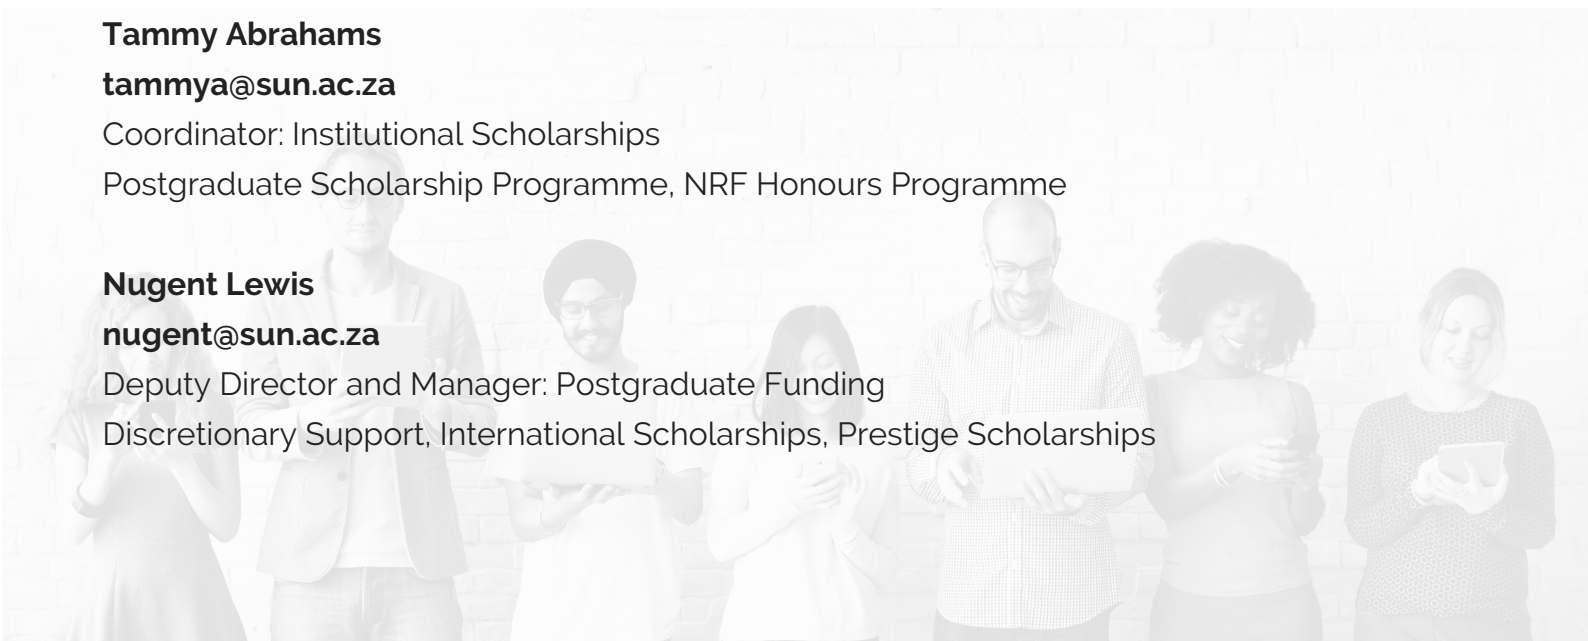 Tammy Abrahams
tammya@sun.ac.za
Coordinator: Institutional Scholarships
Postgraduate Scholarship Programme, NRF Honours Programme
Nugent Lewis
nugent@sun.ac.za
Deputy Director and Manager: Postgraduate Funding
Discretionary Support, International Scholarships, Prestige Scholarships